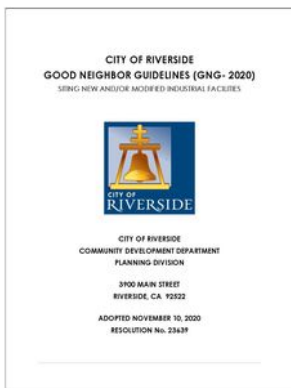 CITY OF RIVERSIDE
GOOD NEIGHBOR GUIDELINES (GNG- 2020)
SITING NEW AND/OR MODIFIED INDUSTRIAL FACILITIES
CITY OF
RIVERSIDE
CITY OF RIVERSIDE
COMMUNITY DEVELOPMENT DEPARTMENT
PLANNING DIVISION
3900 MAIN STREET
RIVERSIDE, CA 92522
ADOPTED NOVEMBER 10, 2020
RESOLUTION No. 23639